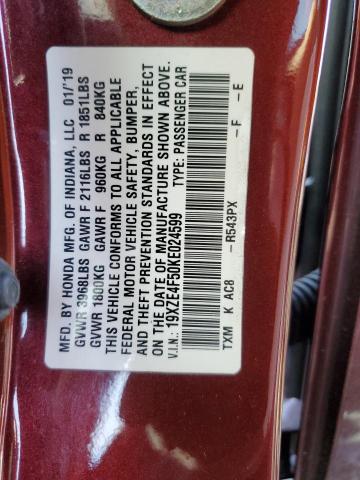 MFD. BY HONDA MFG. OF INDIANA, LLC 01/'19
GVWR 3968LBS GAWR F 2116LBS R 1851LBS
GVWR 1800KG GAWR F 960KG R 840KG
THIS VEHICLE CONFORMS TO ALL APPLICABLE
FEDERAL MOTOR VEHICLE SAFETY, BUMPER,
AND THEFT PREVENTION STANDARDS IN EFFECT
ON THE DATE OF MANUFACTURE SHOWN ABOVE.
V.I.N.: 19XZE4F50KE024599 TYPE: PASSENGER CAR
TXM K AC8 -R543PX -F -E